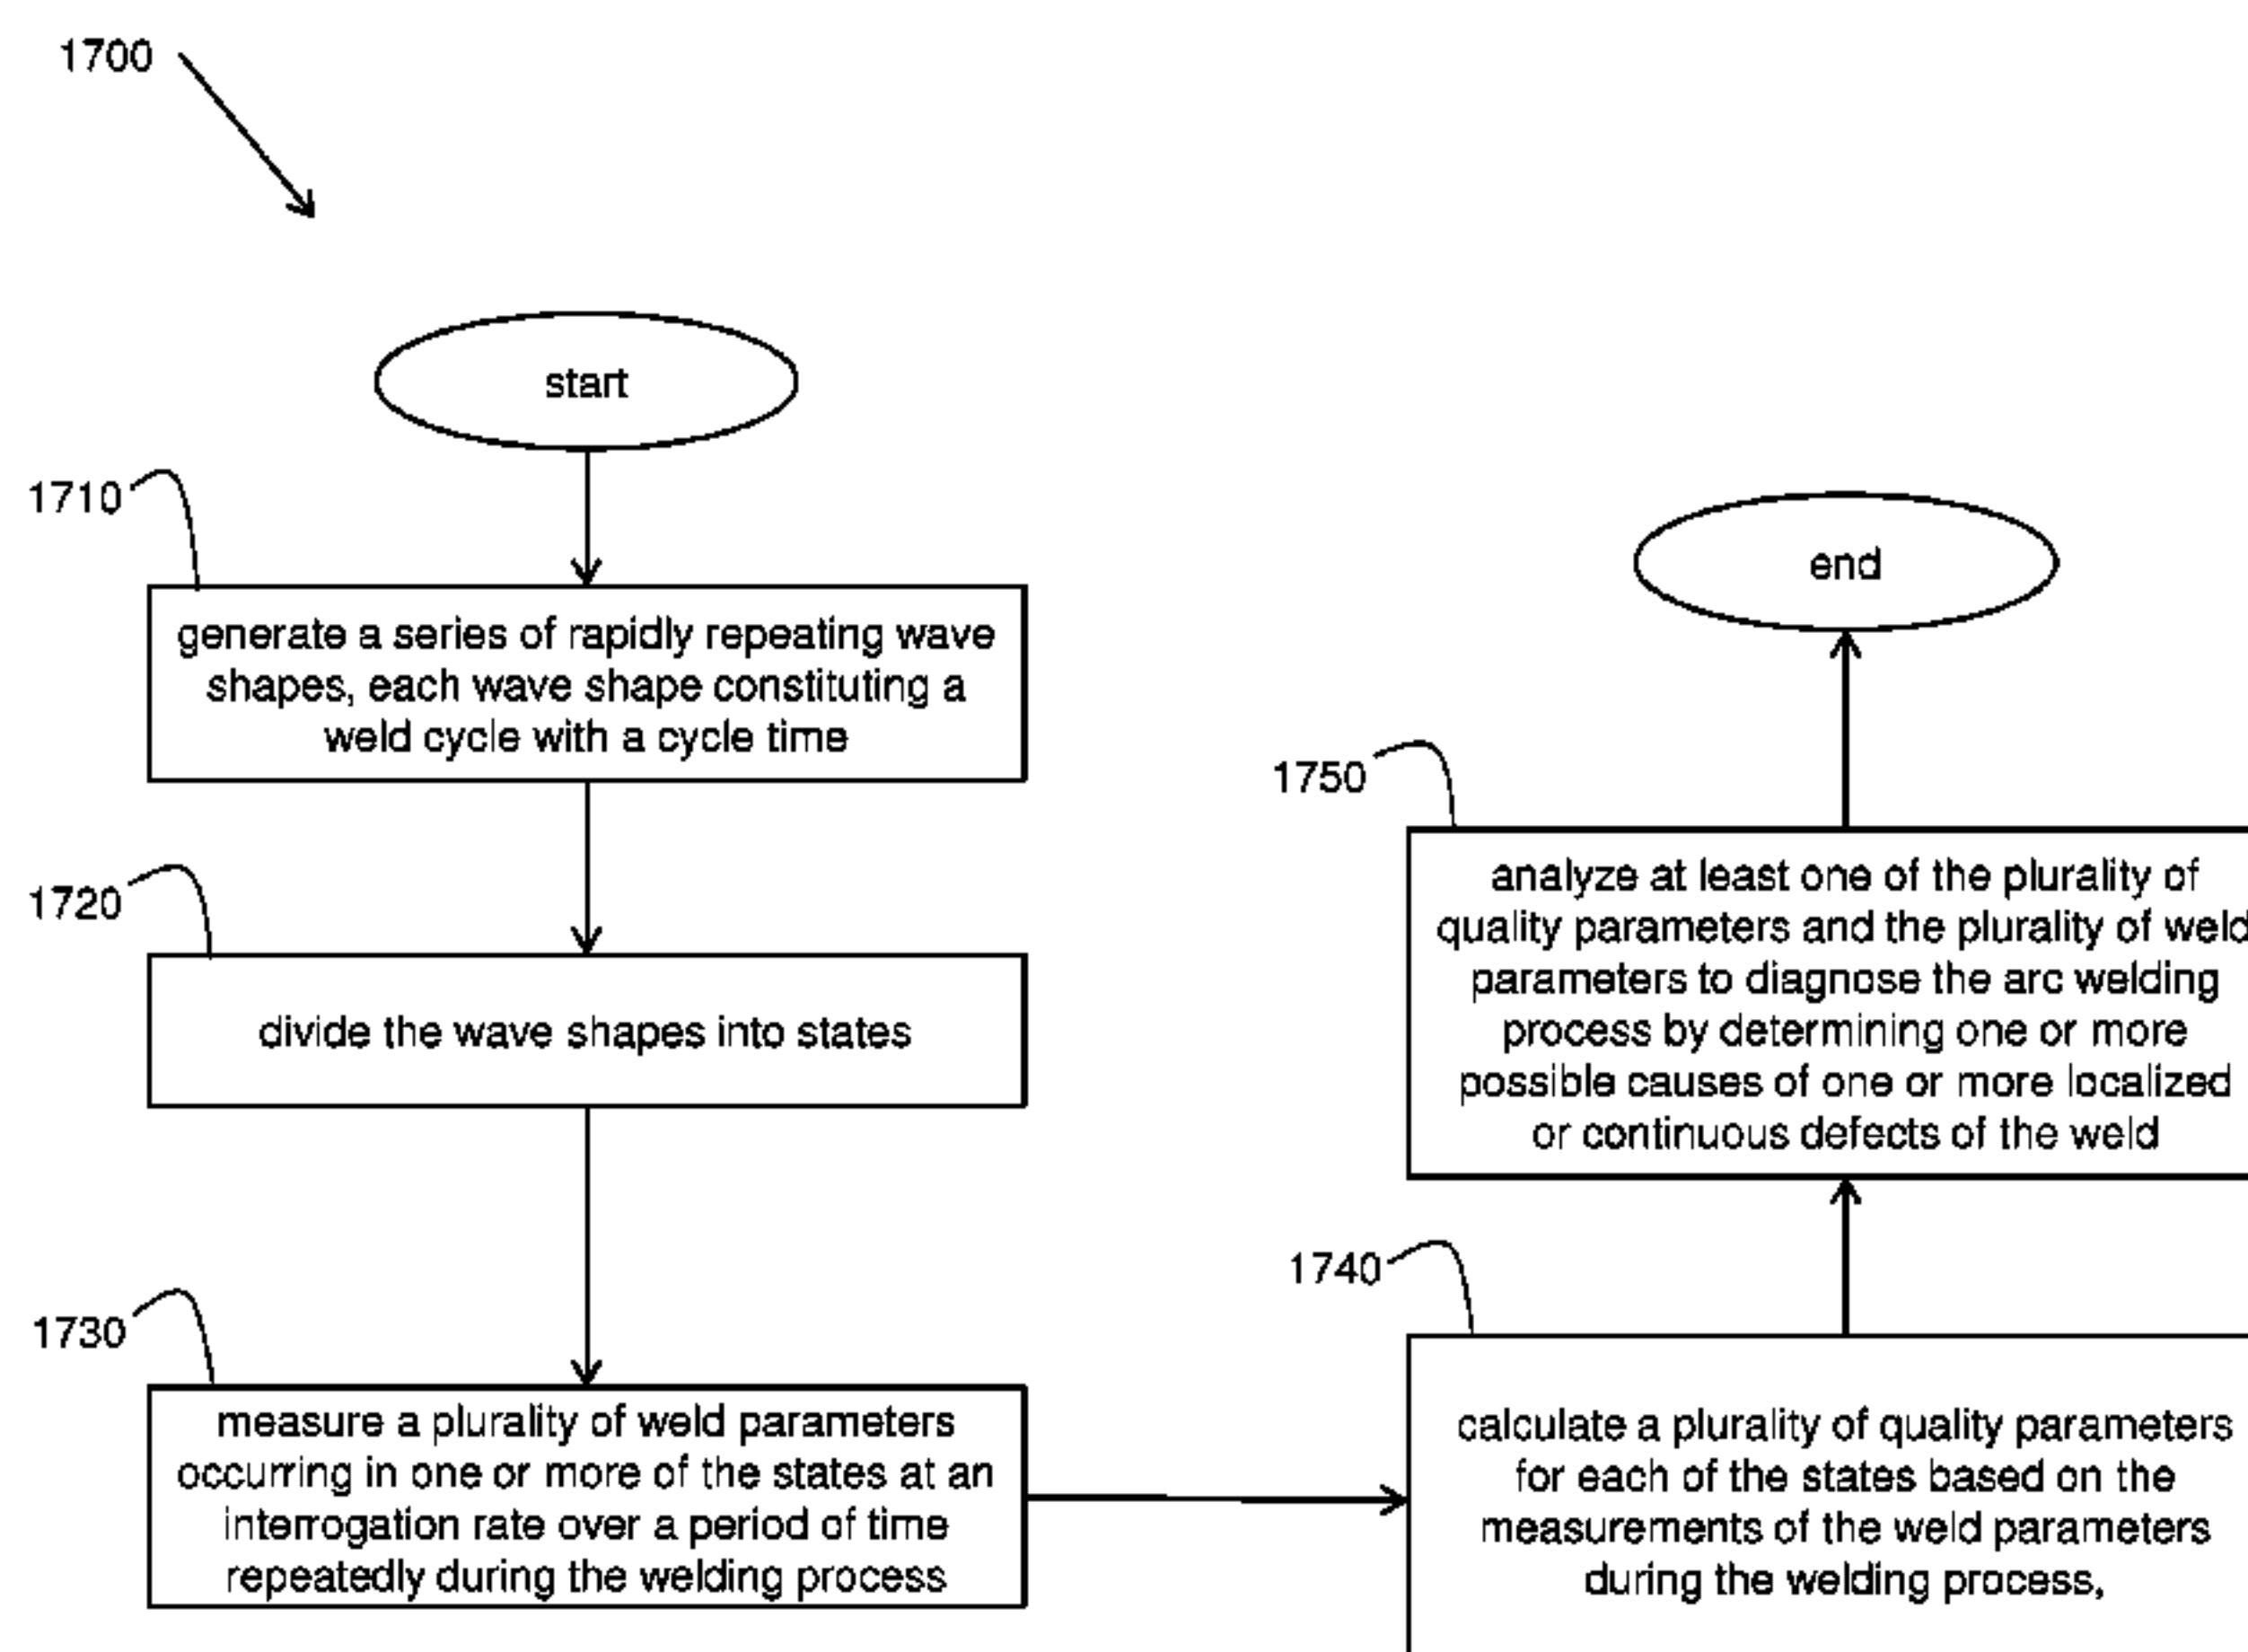 1700
start
1710
generate a series of rapidly repeating wave
shapes, each wave shape constituting a
weld cycle with a cycle time
1720
divide the wave shapes into states
1730
measure a plurality of weld parameters
occurring in one or more of the states at an
interrogation rate over a period of time
repeatedly during the welding process
1740
calculate a plurality of quality parameters
for each of the states based on the
measurements of the weld parameters
during the welding process,
1750
analyze at least one of the plurality of
quality parameters and the plurality of weld
parameters to diagnose the arc welding
process by determining one or more
possible causes of one or more localized
or continuous defects of the weld
end